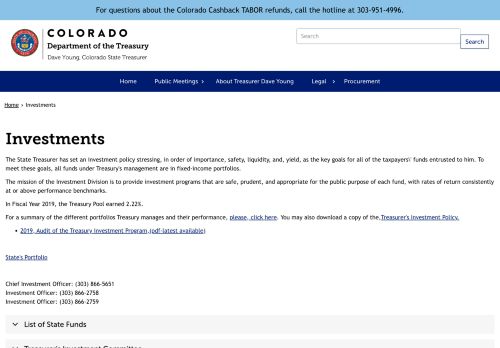 For questions about the Colorado Cashback TABOR refunds, call the hotline at 303-951-4996.
COLORADO
Department of the Treasury
Dave Young, Colorado State Treasurer
Search
Search
Home
Public Meetings
About Treasurer Dave Young
Legal
Procurement
Home › Investments
Investments
The State Treasurer has set an investment policy stressing, in order of importance, safety, liquidity, and, yield, as the key goals for all of the taxpayers' funds entrusted to him. To
meet these goals, all funds under Treasury's management are in fixed-income portfolios.
The mission of the Investment Division is to provide investment programs that are safe, prudent, and appropriate for the public purpose of each fund, with rates of return consistently
at or above performance benchmarks.
In Fiscal Year 2019, the Treasury Pool earned 2.22%.
For a summary of the different portfolios Treasury manages and their performance, please, click here. You may also download a copy of the Treasurer's Investment Policy.
• 2019, Audit of the Treasury Investment Program (pdf-latest available)
State's Portfolio
Chief Investment Officer: (303) 866-5651
Investment Officer: (303) 866-2758
Investment Officer: (303) 866-2759
List of State Funds